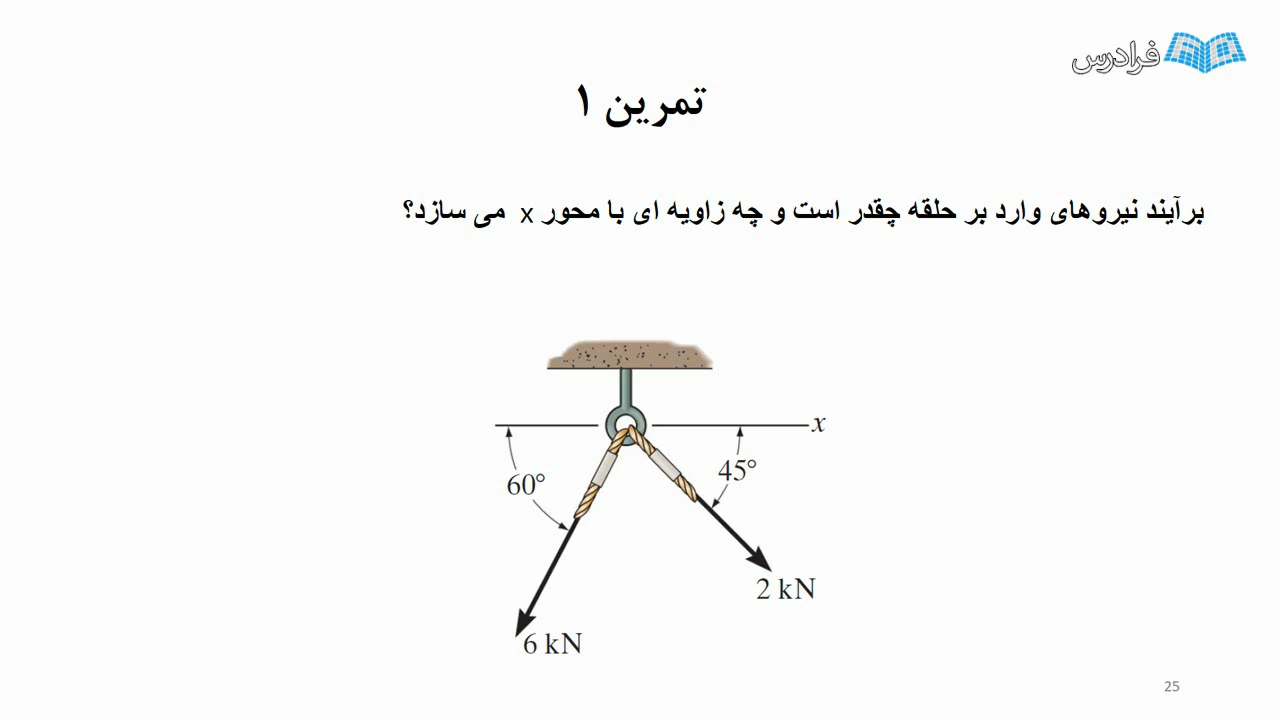 فرادرس
تمرین ۱
برآیند نیروهای وارد بر حلقه چقدر است و چه زاویه ای با محور x می سازد؟
x
60°
45°
2 kN
6 kN
25